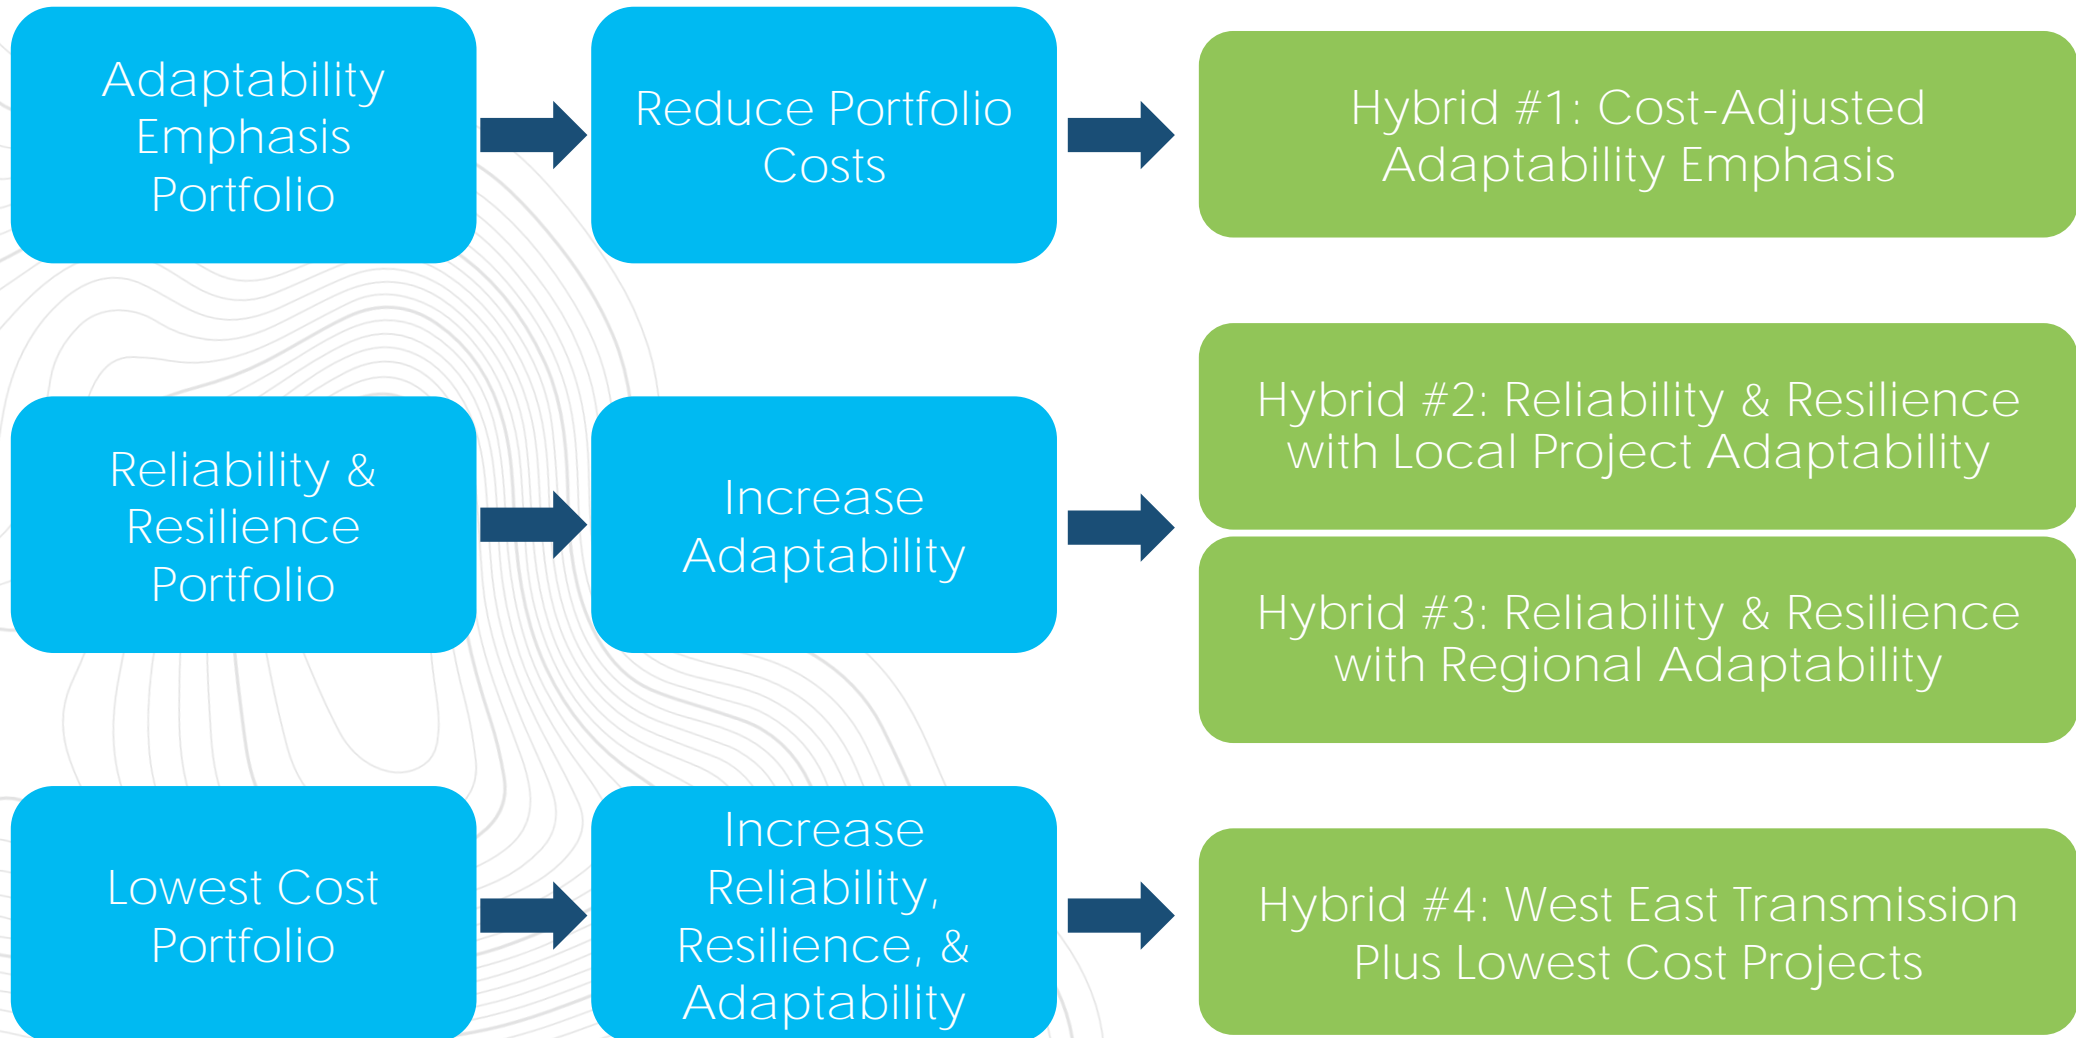 Adaptability
Emphasis
Portfolio
Reduce Portfolio
Costs
Hybrid #1: Cost-Adjusted
Adaptability Emphasis
Reliability &
Resilience
Portfolio
Increase
Adaptability
Hybrid #2: Reliability & Resilience
with Local Project Adaptability
Hybrid #3: Reliability & Resilience
with Regional Adaptability
Lowest Cost
Portfolio
Increase
Reliability,
Resilience, &
Adaptability
Hybrid #4: West East Transmission
Plus Lowest Cost Projects